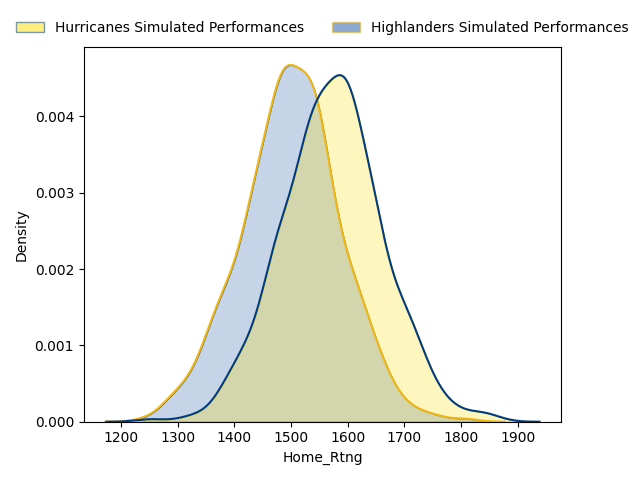 Hurricanes Simulated Performances Highlanders Simulated Performances
0.004
0.003
0.002
0.001
0.000
Density
1200 1300 1400 1500 1600 1700 1800 1900
Home_Rtng